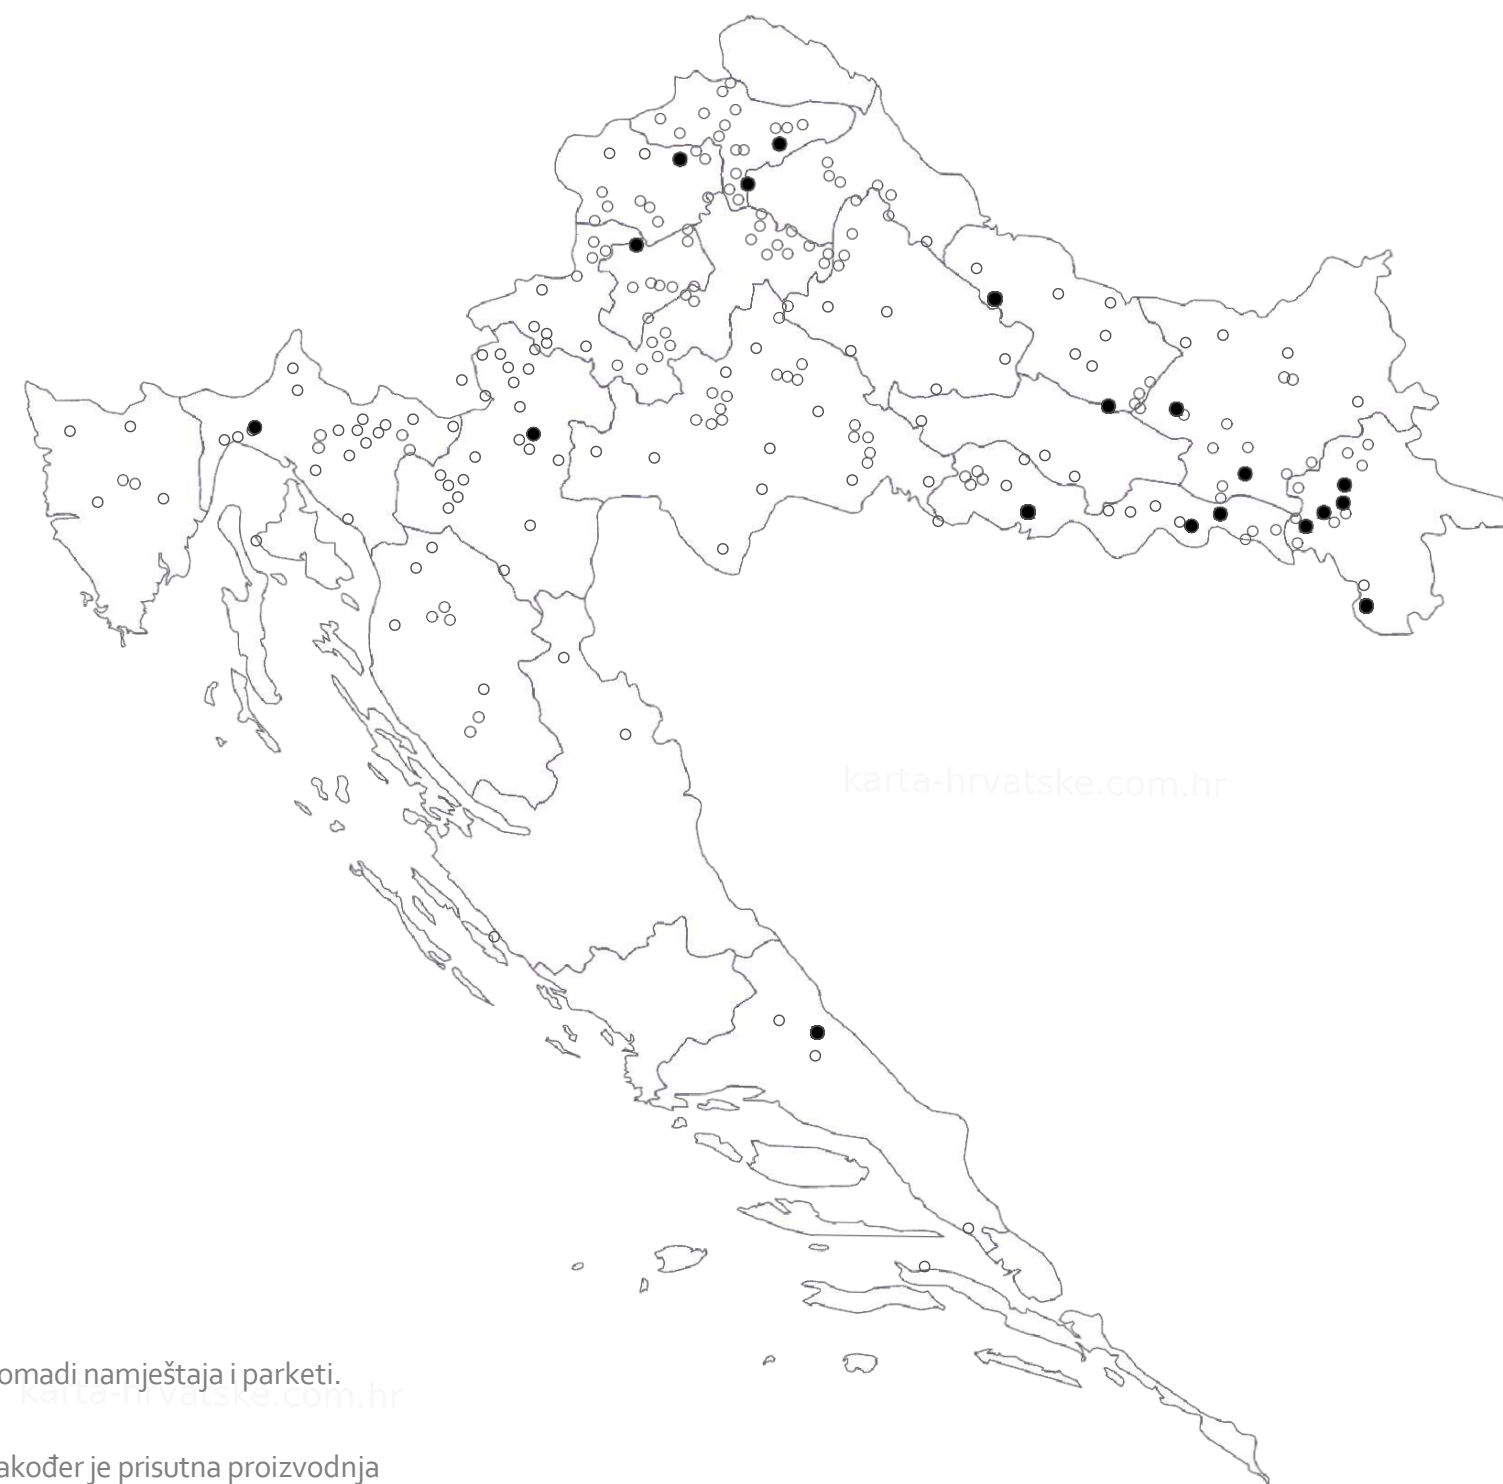 karta-hrvatske.com.hr
omadi namještaja i parketi.
karta-hrvatske.com.hr
akođer je prisutna proizvodnja